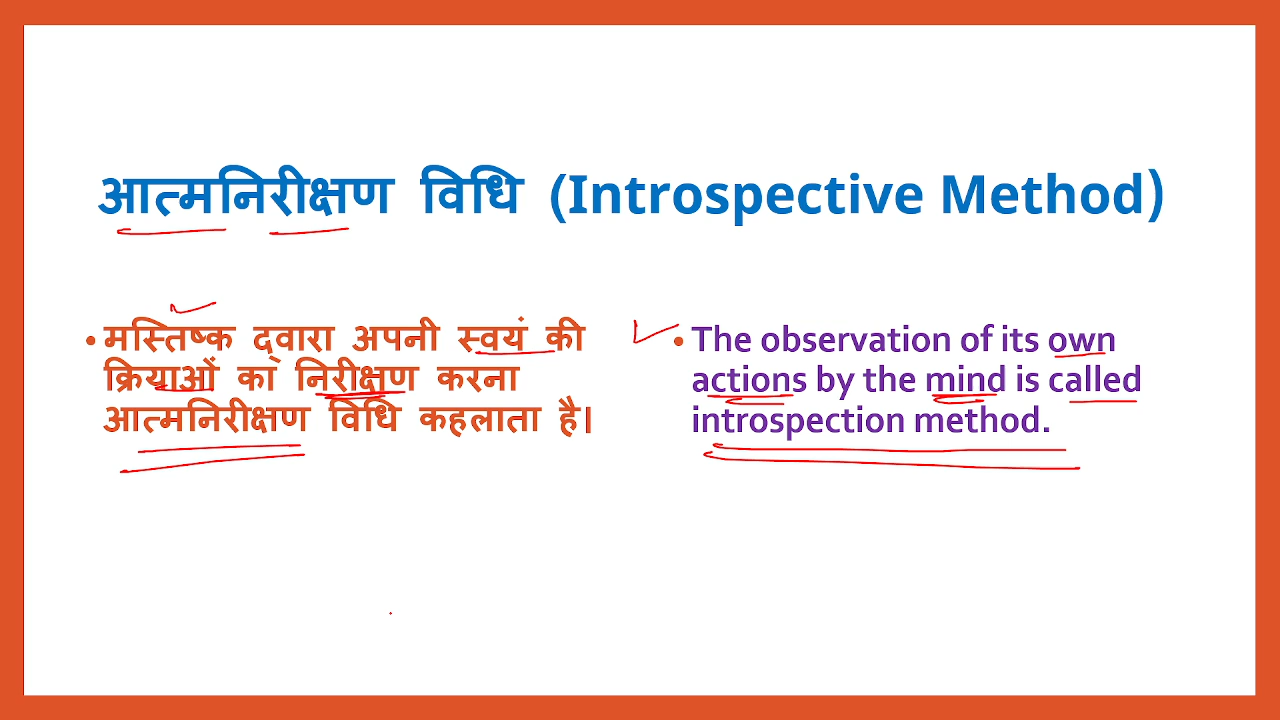 आत्मनिरीक्षण विधि (Introspective Method)
• मस्तिष्क द्वारा अपनी स्वयं की
क्रियाओं का निरीक्षण करना
आत्मनिरीक्षण विधि कहलाता है।
• The observation of its own
actions by the mind is called
introspection method.